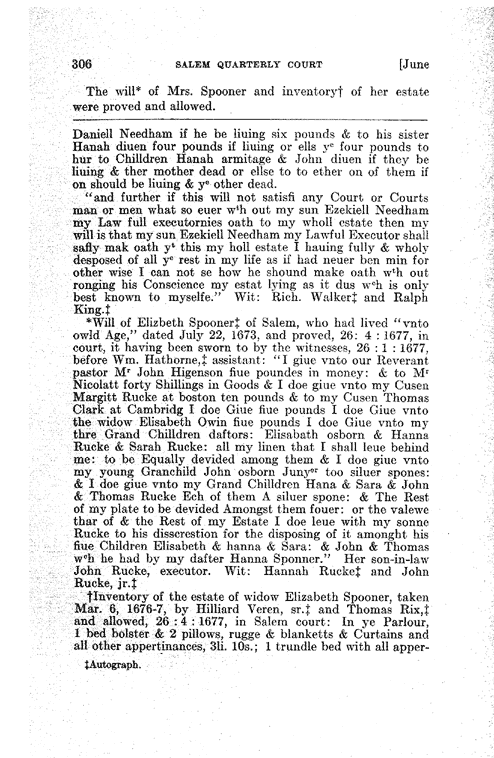 306 SALEM QUARTERLY COURT [June
The will* of Mrs. Spooner and inventory† of her estate
were proved and allowed.
Daniell Needham if he be liuing six pounds & to his sister
Hanah diuen four pounds if liuing or ells yᵉ four pounds to
hur to Chilldren Hanah armitage & John diuen if they be
liuing & ther mother dead or ellse to to ether on of them if
on should be liuing & yᵉ other dead.
"and further if this will not satisfi any Court or Courts
man or men what so euer wᵗh out my sun Ezekiell Needham
my Law full executornies oath to my wholl estate then my
will is that my sun Ezekiell Needham my Lawful Executor shall
safly mak oath yᵗ this my holl estate I hauing fully & wholy
desposed of all yᵉ rest in my life as if had neuer ben min for
other wise I can not se how he shound make oath wᵗh out
ronging his Conscience my estat lying as it dus wᶜh is only
best known to myselfe." Wit: Rich. Walker‡ and Ralph
King.‡
*Will of Elizbeth Spooner‡ of Salem, who had lived "vnto
owld Age," dated July 22, 1673, and proved, 26 : 4 : 1677, in
court, it having been sworn to by the witnesses, 26 : 1 : 1677,
before Wm. Hathorne,‡ assistant: "I giue vnto our Reverant
pastor Mʳ John Higenson fiue poundes in money: & to Mʳ
Nicolatt forty Shillings in Goods & I doe giue vnto my Cusen
Margitt Rucke at boston ten pounds & to my Cusen Thomas
Clark at Cambridg I doe Giue fiue pounds I doe Giue vnto
the widow Elisabeth Owin fiue pounds I doe Giue vnto my
thre Grand Chilldren daftors: Elisabath osborn & Hanna
Rucke & Sarah Rucke: all my linen that I shall leue behind
me: to be Equally devided among them & I doe giue vnto
my young Granchild John osborn Junyᵒʳ too siluer spones:
& I doe giue vnto my Grand Chilldren Hana & Sara & John
& Thomas Rucke Ech of them A siluer spone: & The Rest
of my plate to be devided Amongst them fouer: or the valewe
thar of & the Rest of my Estate I doe leue with my sonne
Rucke to his disscrestion for the disposing of it amonght his
fiue Children Elisabeth & hanna & Sara: & John & Thomas
wᶜh he had by my dafter Hanna Sponner." Her son-in-law
John Rucke, executor. Wit: Hannah Rucke‡ and John
Rucke, jr.‡
†Inventory of the estate of widow Elizabeth Spooner, taken
Mar. 6, 1676-7, by Hilliard Veren, sr.‡ and Thomas Rix,‡
and allowed, 26 : 4 : 1677, in Salem court: In ye Parlour,
1 bed bolster & 2 pillows, rugge & blanketts & Curtains and
all other appertinances, 3li. 10s.; 1 trundle bed with all apper-
‡Autograph.